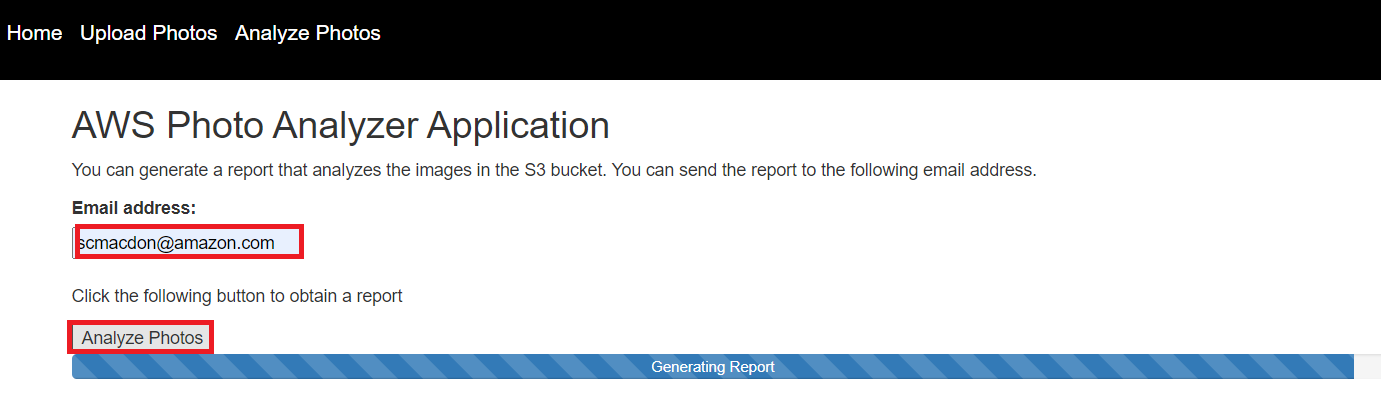 Home Upload Photos Analyze Photos
AWS Photo Analyzer Application
You can generate a report that analyzes the images in the S3 bucket. You can send the report to the following email address.
Email address:
scmacdon@amazon.com
Click the following button to obtain a report
Analyze Photos
Generating Report